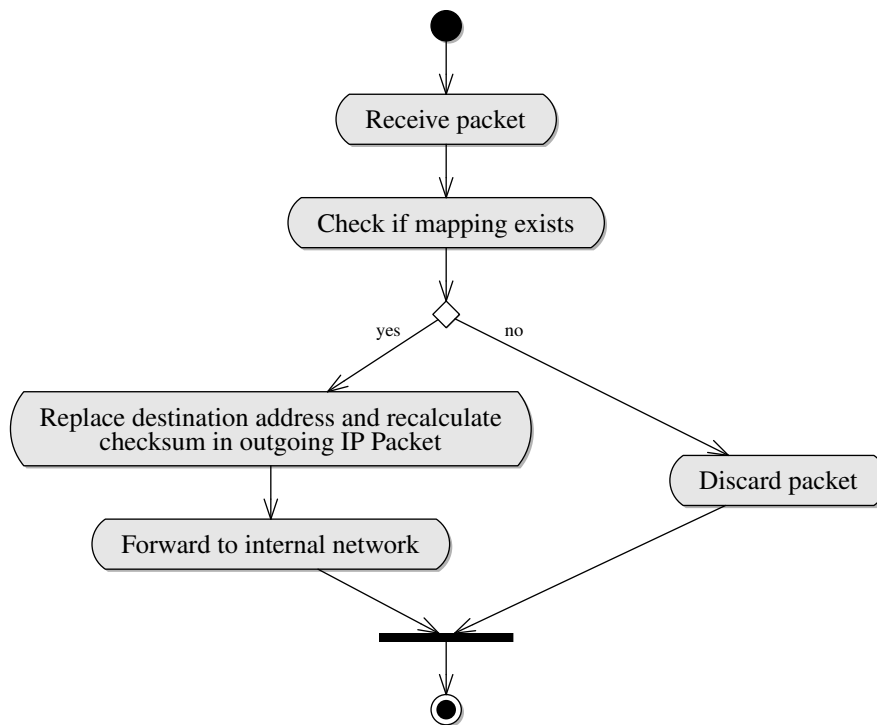 Receive packet
Check if mapping exists
yes
no
Replace destination address and recalculate
checksum in outgoing IP Packet
Discard packet
Forward to internal network